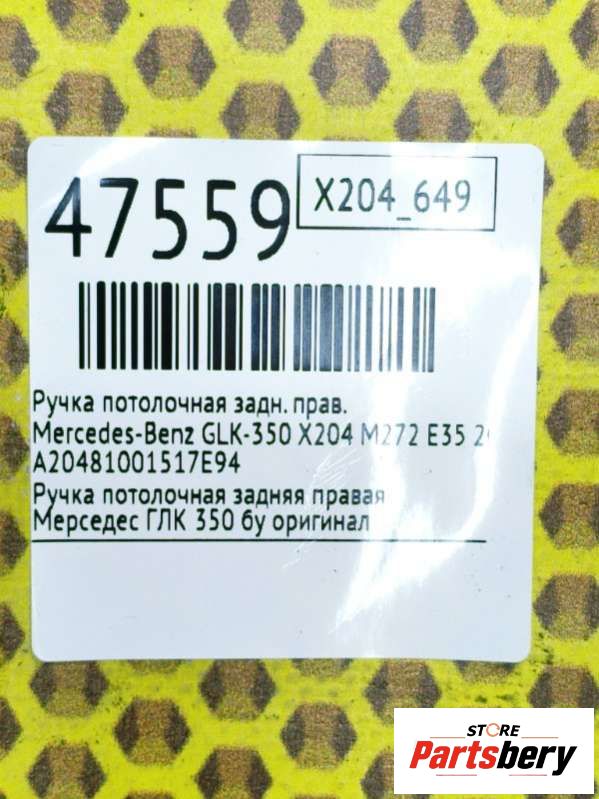 47559
X204_649
Ручка потолочная задн. прав.
Mercedes-Benz GLK-350 X204 M272 E35
A20481001517E94
Ручка потолочная задняя правая
Мерседес ГЛК 350 бу оригинал
STORE
Partsbery